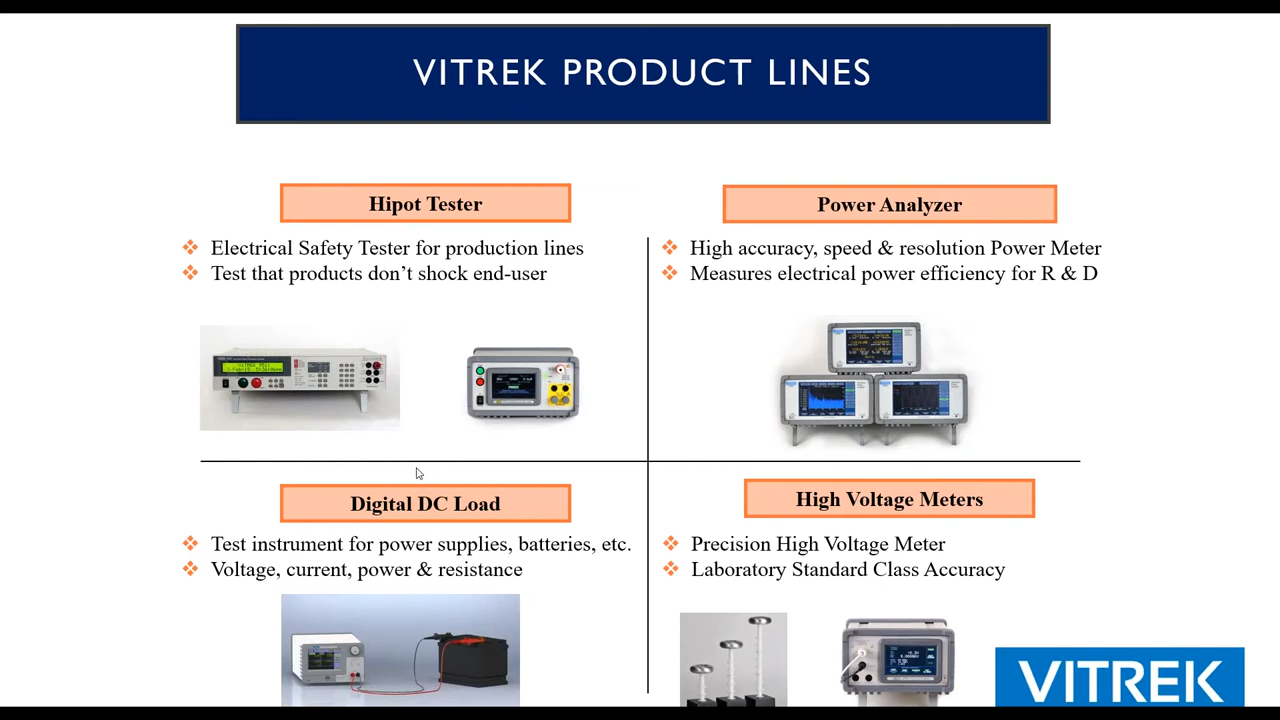 VITREK PRODUCT LINES
Hipot Tester
Electrical Safety Tester for production lines
Test that products don’t shock end-user
Power Analyzer
High accuracy, speed & resolution Power Meter
Measures electrical power efficiency for R & D
Digital DC Load
Test instrument for power supplies, batteries, etc.
Voltage, current, power & resistance
High Voltage Meters
Precision High Voltage Meter
Laboratory Standard Class Accuracy
VITREK